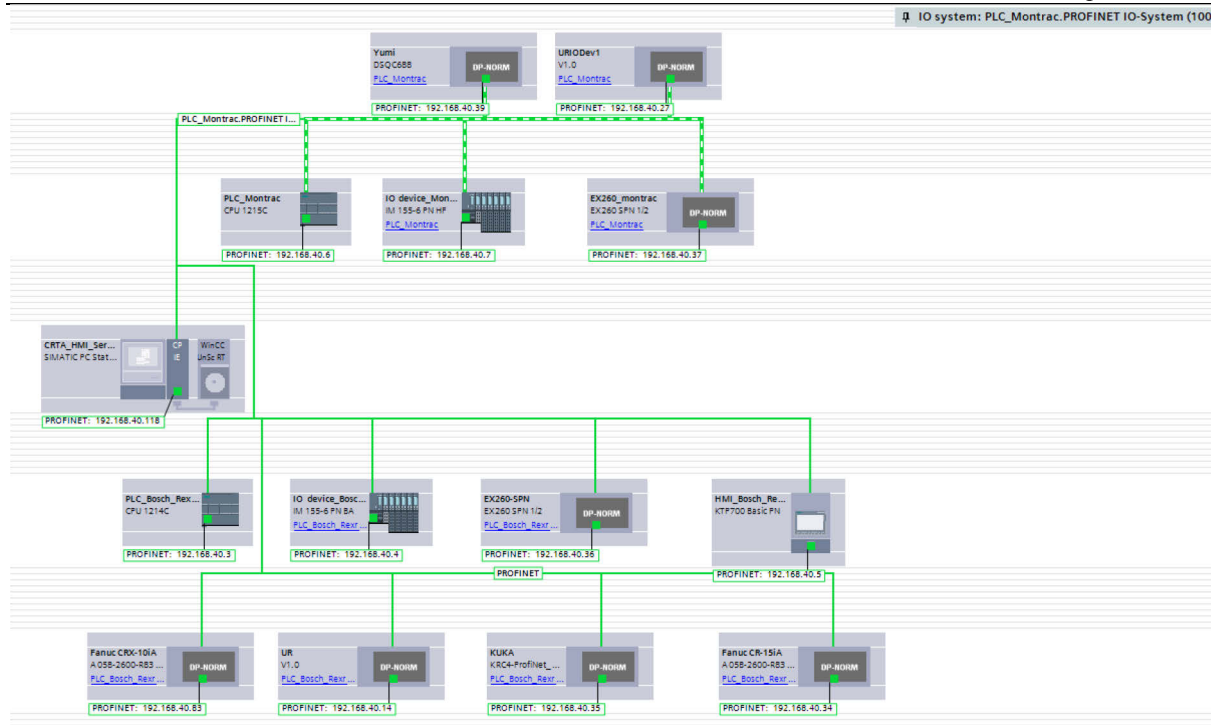 IO system: PLC_Montrac.PROFINET IO-System (100
Yumi
DSQC688
PLC_Montrac
DP-NORM
PROFINET: 192.168.40.39
URIODev1
V1.0
PLC_Montrac
DP-NORM
PROFINET: 192.168.40.27
PLC_Montrac.PROFINET I...
PLC_Montrac
CPU 1215C
PROFINET: 192.168.40.6
IO device_Mon...
IM 155-6 PN HF
PLC_Montrac
PROFINET: 192.168.40.7
EX260_montrac
EX260 SPN 1/2
PLC_Montrac
DP-NORM
PROFINET: 192.168.40.37
CRTA_HMI_Ser...
SIMATIC PC Stat...
CP
IE
WinCC
UnSc RT
PROFINET: 192.168.40.118
PLC_Bosch_Rex...
CPU 1214C
PROFINET: 192.168.40.3
IO device_Bosc...
IM 155-6 PN BA
PLC_Bosch_Rexr...
PROFINET: 192.168.40.4
EX260-SPN
EX260 SPN 1/2
PLC_Bosch_Rexr...
DP-NORM
PROFINET: 192.168.40.36
HMI_Bosch_Re...
KTP700 Basic PN
PROFINET: 192.168.40.5
PROFINET
Fanuc CRX-10iA
A05B-2600-R83...
PLC_Bosch_Rexr...
DP-NORM
PROFINET: 192.168.40.83
UR
V1.0
PLC_Bosch_Rexr...
DP-NORM
PROFINET: 192.168.40.14
KUKA
KRC4-ProfiNet_...
PLC_Bosch_Rexr...
DP-NORM
PROFINET: 192.168.40.35
Fanuc CR-15iA
A05B-2600-R83...
PLC_Bosch_Rexr...
DP-NORM
PROFINET: 192.168.40.34